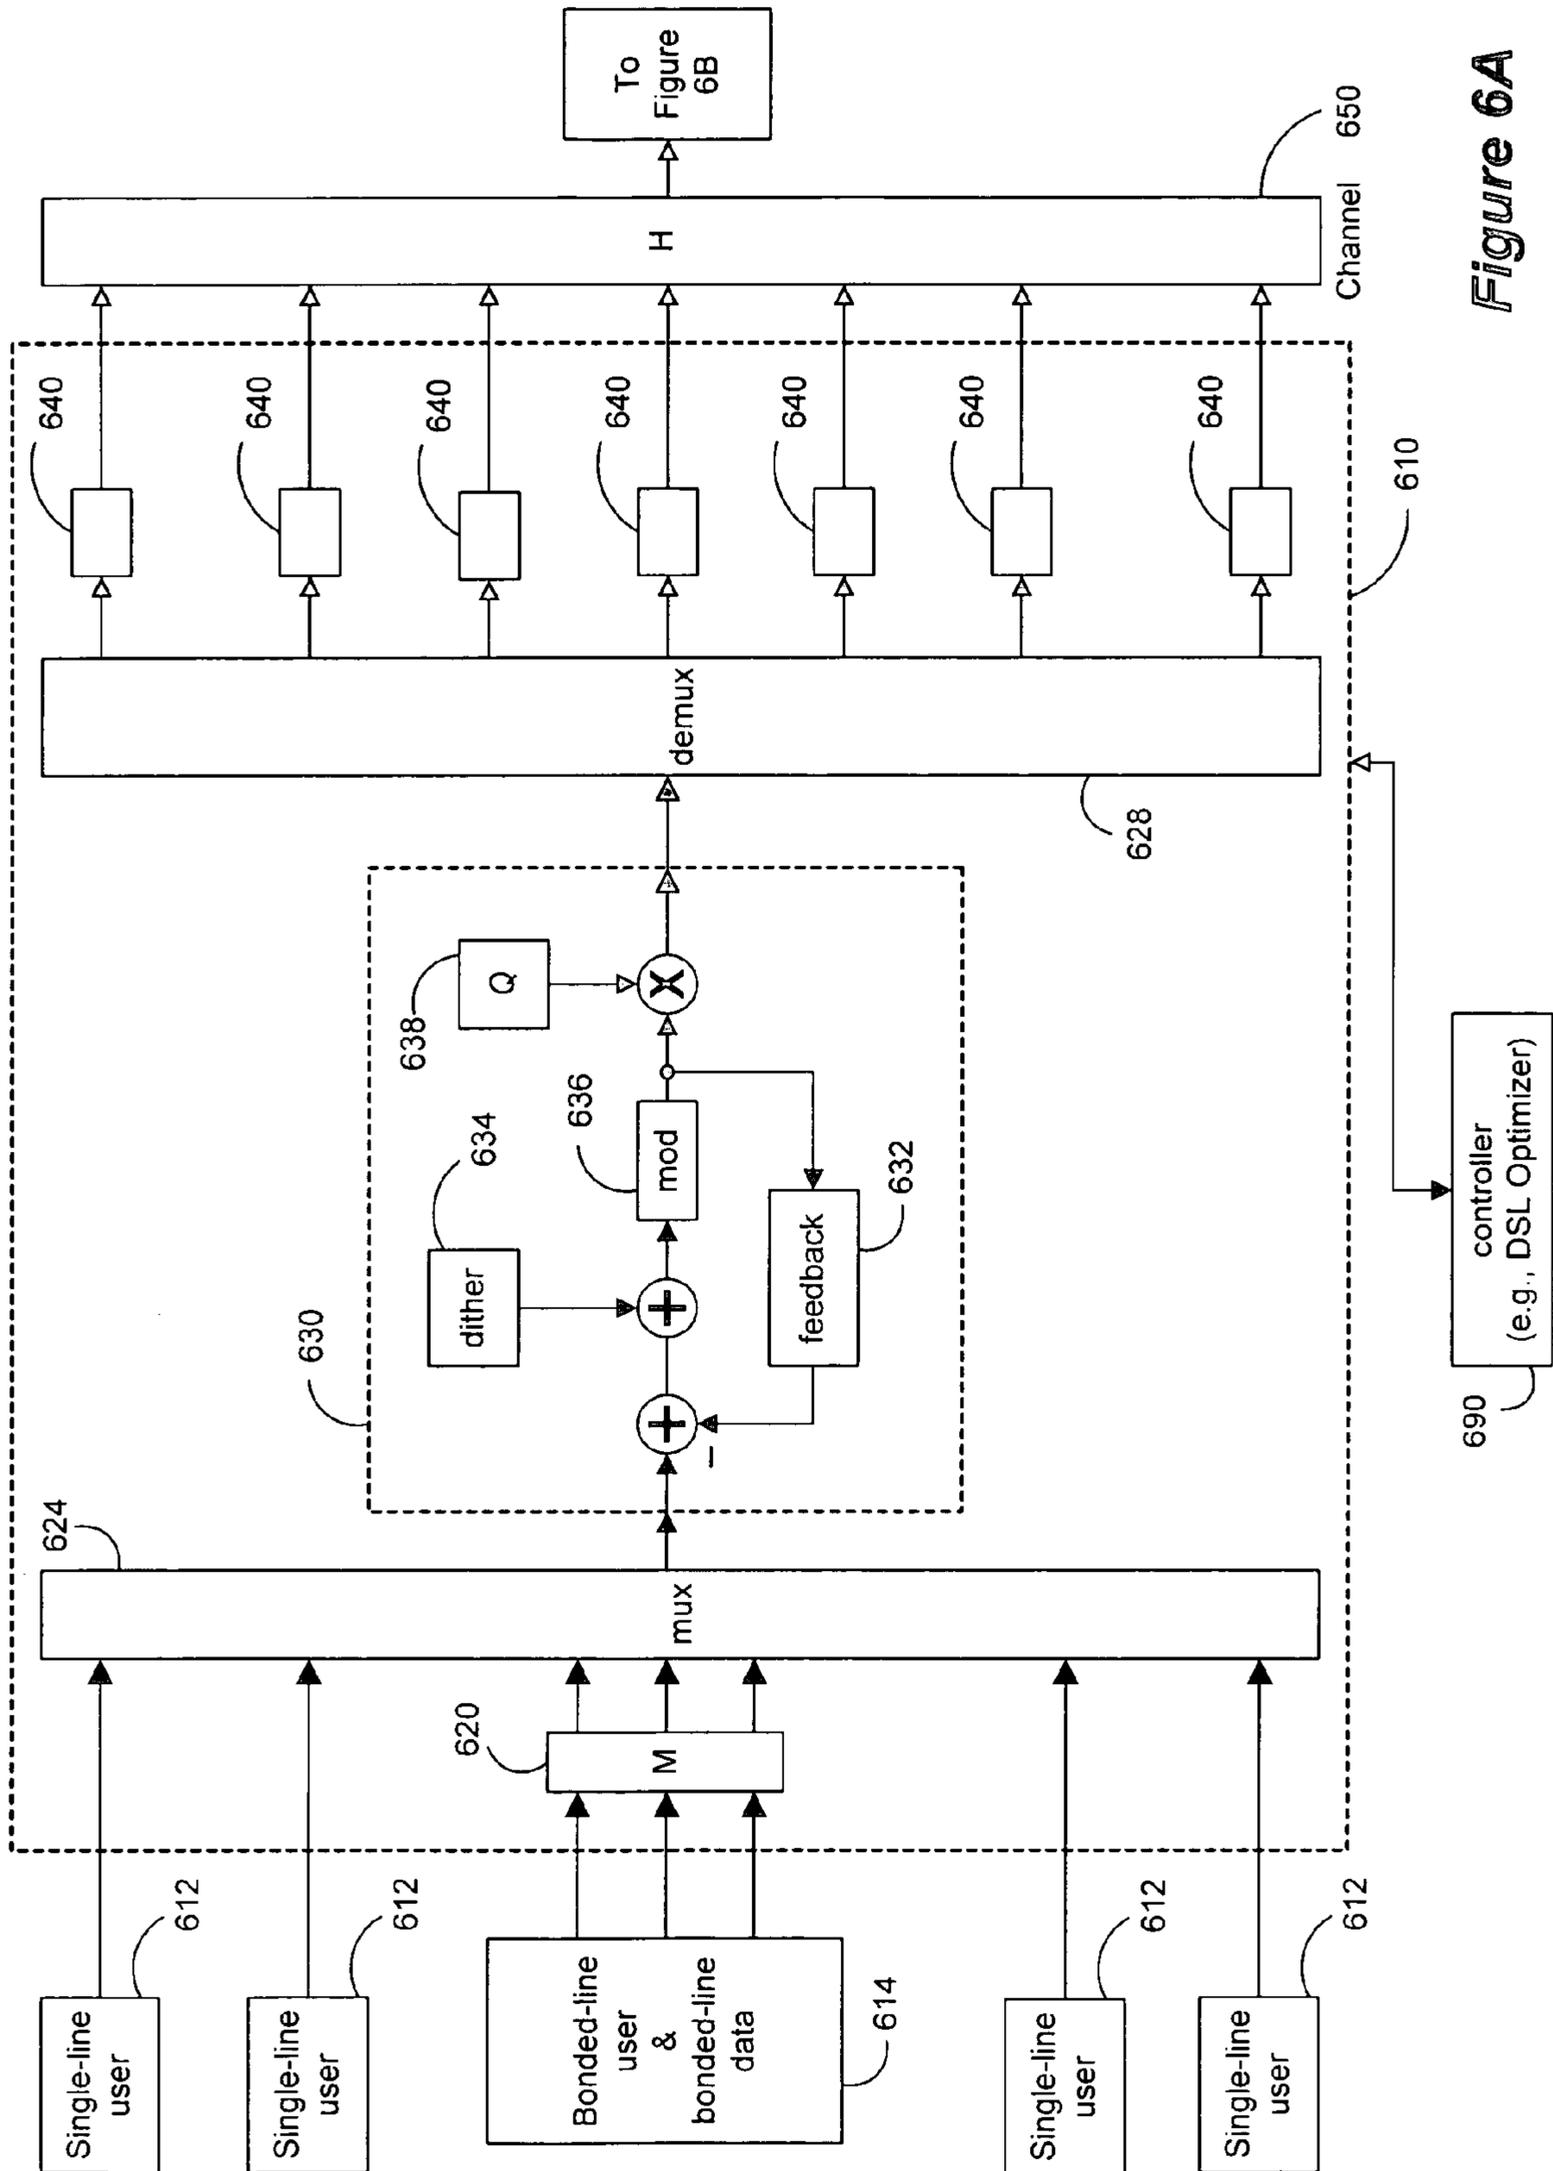 Single-line
user
612
Single-line
user
612
Bonded-line
user
&
bonded-line
data
614
Single-line
user
612
Single-line
user
612
M
620
mux
624
630
feedback
632
dither
634
mod
636
Q
638
+
+
X
–
demux
628
640
640
640
640
640
640
640
610
H
Channel
650
To
Figure
6B
controller
(e.g., DSL Optimizer)
690
Figure 6A